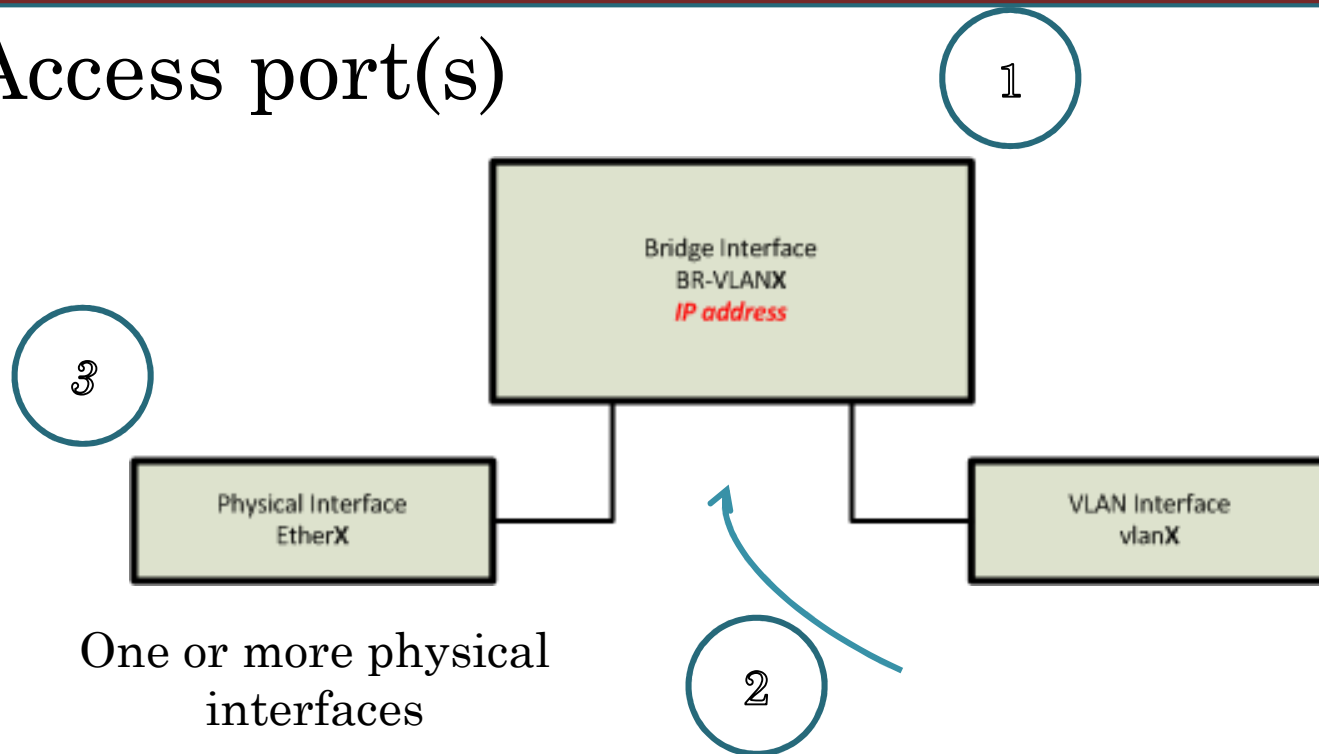 Access port(s)
1
Bridge Interface
BR-VLANX
IP address
3
Physical Interface
EtherX
VLAN Interface
vlanX
One or more physical
interfaces
2